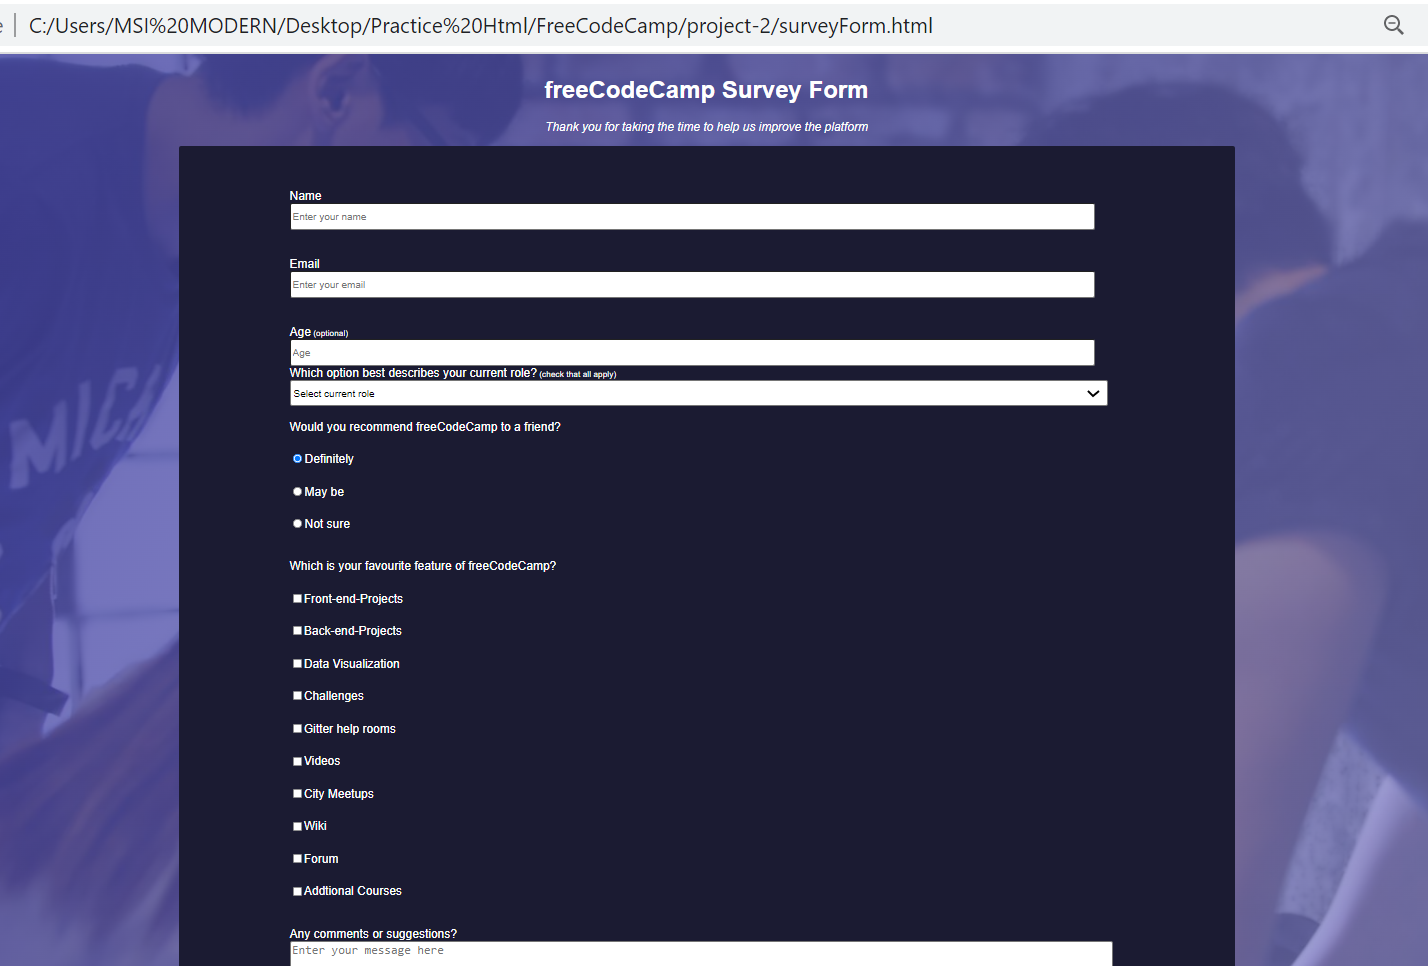 C:/Users/MSI%20MODERN/Desktop/Practice%20Html/FreeCodeCamp/project-2/surveyForm.html
freeCodeCamp Survey Form
Thank you for taking the time to help us improve the platform
Name
Enter your name
Email
Enter your email
Age (optional)
Age
Which option best describes your current role? (check that all apply)
Select current role
Would you recommend freeCodeCamp to a friend?
Definitely
May be
Not sure
Which is your favourite feature of freeCodeCamp?
Front-end-Projects
Back-end-Projects
Data Visualization
Challenges
Gitter help rooms
Videos
City Meetups
Wiki
Forum
Addtional Courses
Any comments or suggestions?
Enter your message here